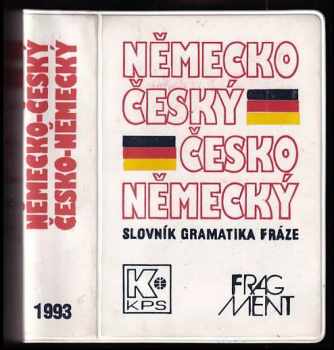 NĚMECKO-ČESKÝ
ČESKO-NĚMECKÝ
1993
NĚMECKO
ČESKÝ
ČESKO
NĚMECKÝ
SLOVNÍK GRAMATIKA FRÁZE
K
KPS
FRAG
MENT